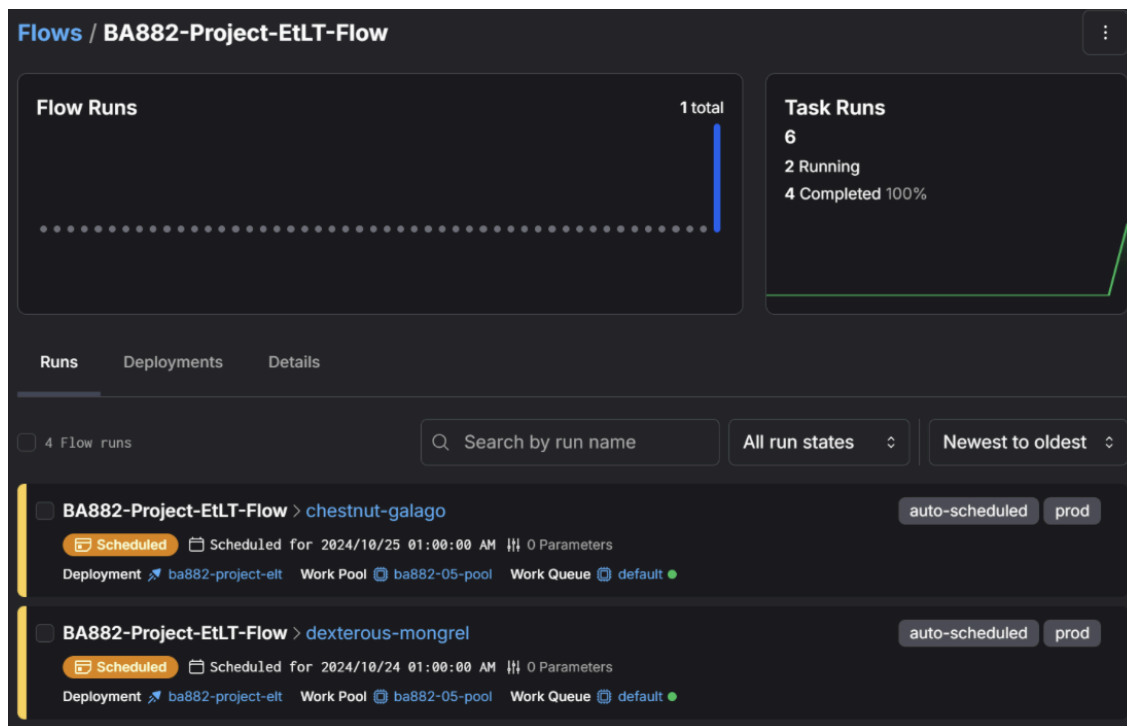 Flows / BA882-Project-EtLT-Flow
Flow Runs
1 total
Task Runs
6
2 Running
4 Completed 100%
Runs Deployments Details
4 Flow runs
Search by run name
All run states
Newest to oldest
BA882-Project-EtLT-Flow > chestnut-galago
auto-scheduled prod
Scheduled Scheduled for 2024/10/25 01:00:00 AM 0 Parameters
Deployment ba882-project-elt Work Pool ba882-05-pool Work Queue default
BA882-Project-EtLT-Flow > dexterous-mongrel
auto-scheduled prod
Scheduled Scheduled for 2024/10/24 01:00:00 AM 0 Parameters
Deployment ba882-project-elt Work Pool ba882-05-pool Work Queue default